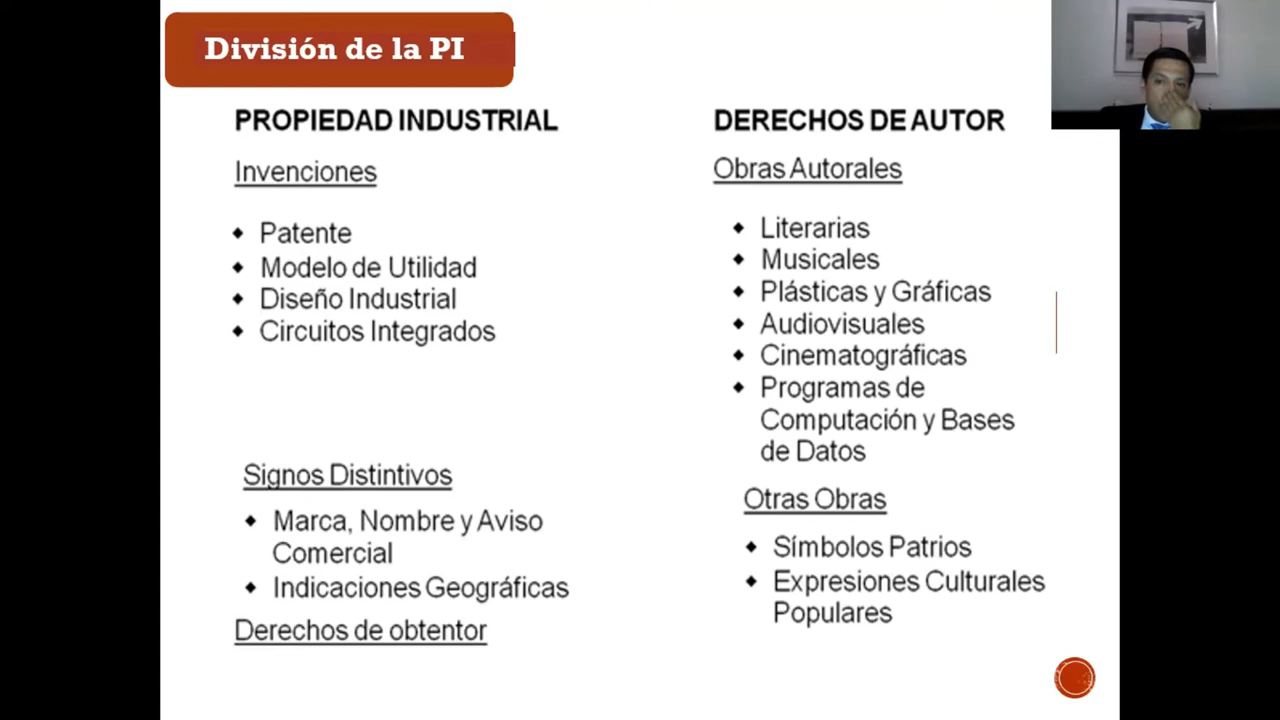 División de la PI
PROPIEDAD INDUSTRIAL
Invenciones
Patente
Modelo de Utilidad
Diseño Industrial
Circuitos Integrados
Signos Distintivos
Marca, Nombre y Aviso
Comercial
Indicaciones Geográficas
Derechos de obtentor
DERECHOS DE AUTOR
Obras Autorales
Literarias
Musicales
Plásticas y Gráficas
Audiovisuales
Cinematográficas
Programas de
Computación y Bases
de Datos
Otras Obras
Símbolos Patrios
Expresiones Culturales
Populares